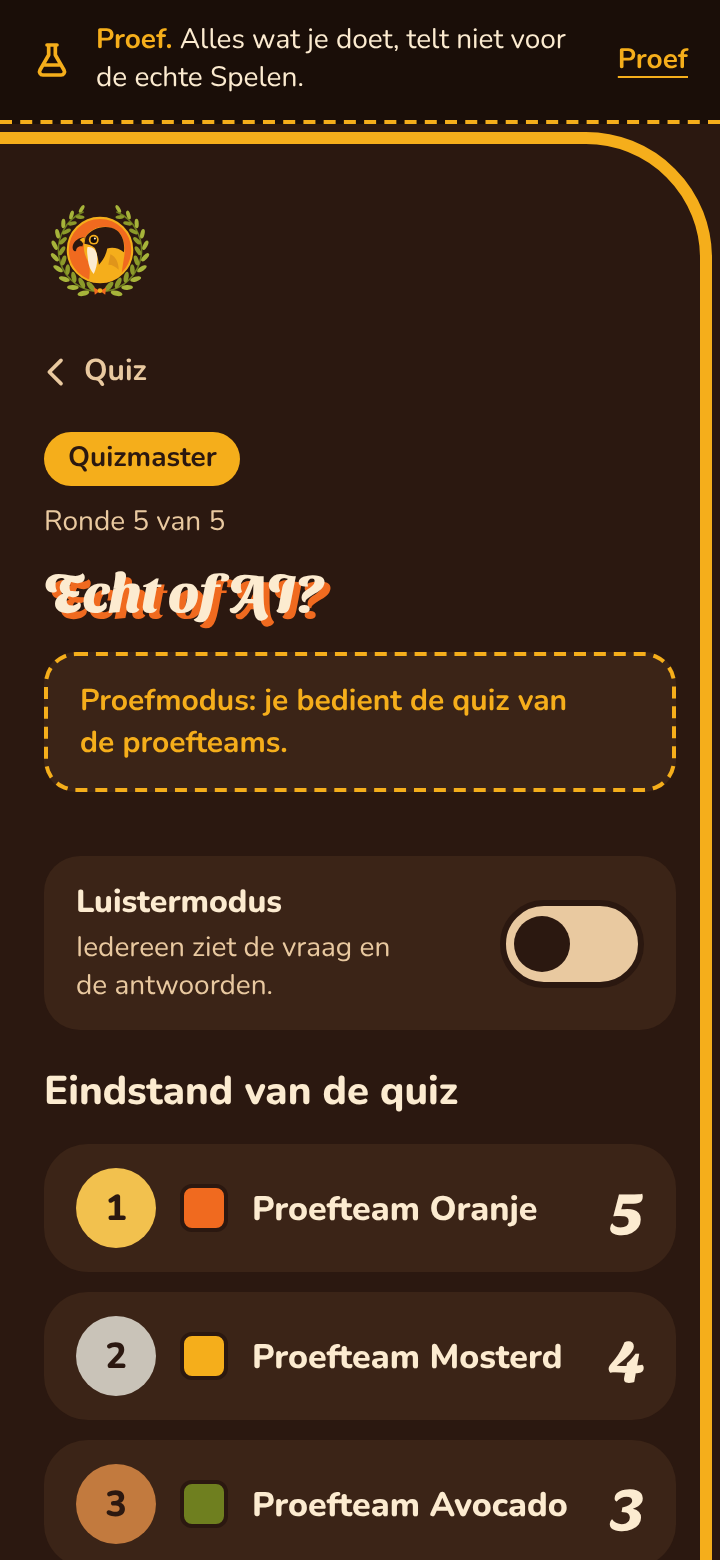 Proef. Alles wat je doet, telt niet voor
de echte Spelen.
Proef
Quiz
Quizmaster
Ronde 5 van 5
Echt of AI?
Proefmodus: je bedient de quiz van
de proefteams.
Luistermodus
Iedereen ziet de vraag en
de antwoorden.
Eindstand van de quiz
1 Proefteam Oranje 5
2 Proefteam Mosterd 4
3 Proefteam Avocado 3